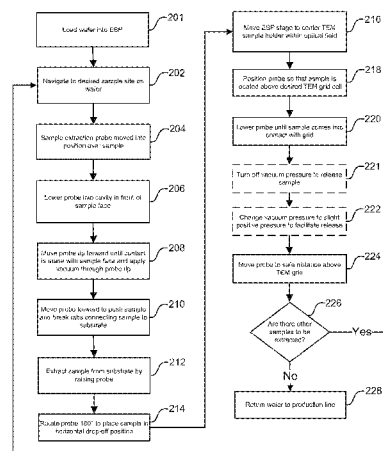 201
Load wafer into ESP
202
Navigate to desired sample site on
wafer
204
Sample extraction probe moved into
position over sample
206
Lower probe into cavity in front of
sample face
208
Move probe tip forward until contact
is made with sample face and apply
vacuum through probe tip
210
Move probe forward to push sample
and break tabs connecting sample to
substrate
212
Extract sample from substrate by
raising probe
214
Rotate probe 180° to place sample in
horizontal drop-off position
216
Move ESP stage to center TEM
sample holder within optical field
218
Position probe so that sample is
located above desired TEM grid cell
220
Lower probe until sample comes into
contact with grid
221
Turn off vacuum pressure to release
sample
222
Change vacuum pressure to slight
positive pressure to facilitate release
224
Move probe to safe distance above
TEM grid
226
Are there other
samples to be
extracted?
Yes
No
228
Return wafer to production line